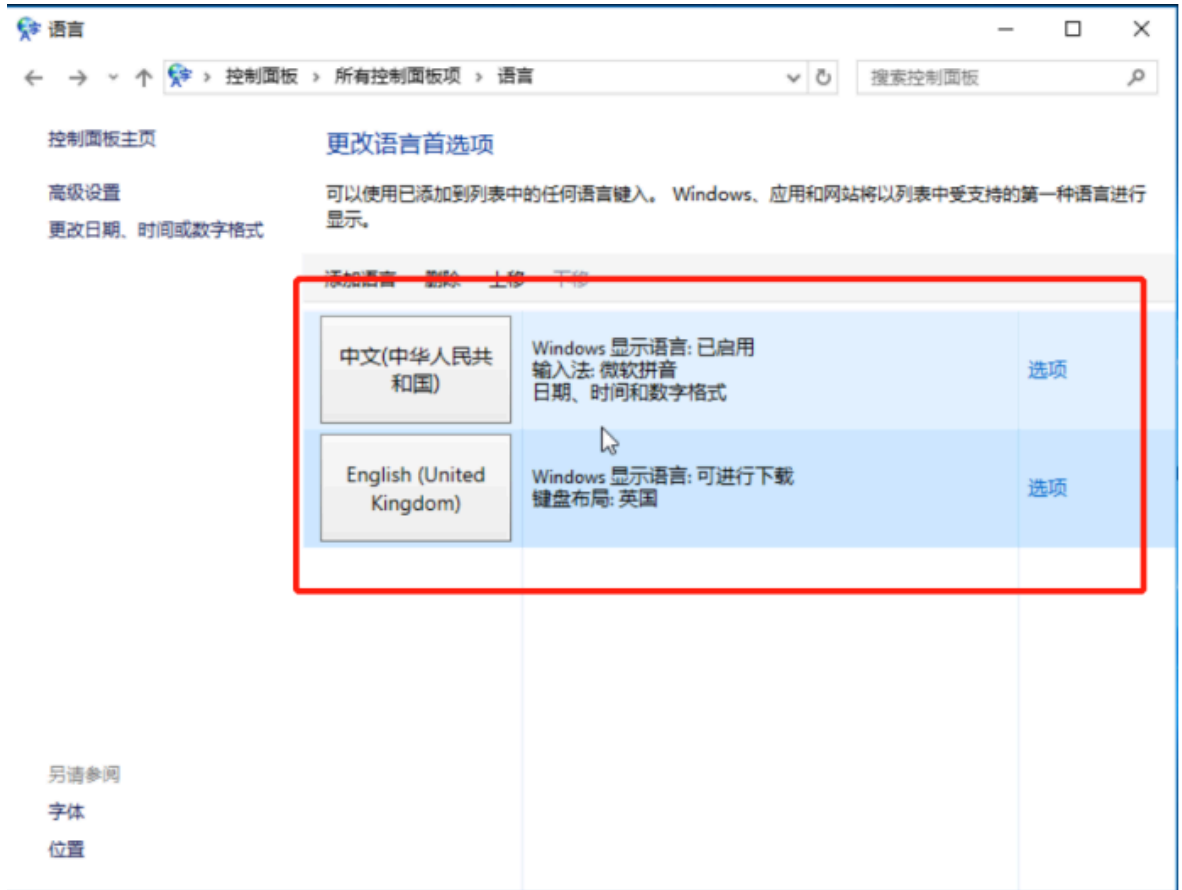 语言
控制面板 › 所有控制面板项 › 语言
搜索控制面板
控制面板主页
高级设置
更改日期、时间或数字格式
更改语言首选项
可以使用已添加到列表中的任何语言键入。 Windows、应用和网站将以列表中受支持的第一种语言进行
显示。
添加语言 删除 上移 下移
中文(中华人民共
和国)
Windows 显示语言: 已启用
输入法: 微软拼音
日期、时间和数字格式
选项
English (United
Kingdom)
Windows 显示语言: 可进行下载
键盘布局: 英国
选项
另请参阅
字体
位置